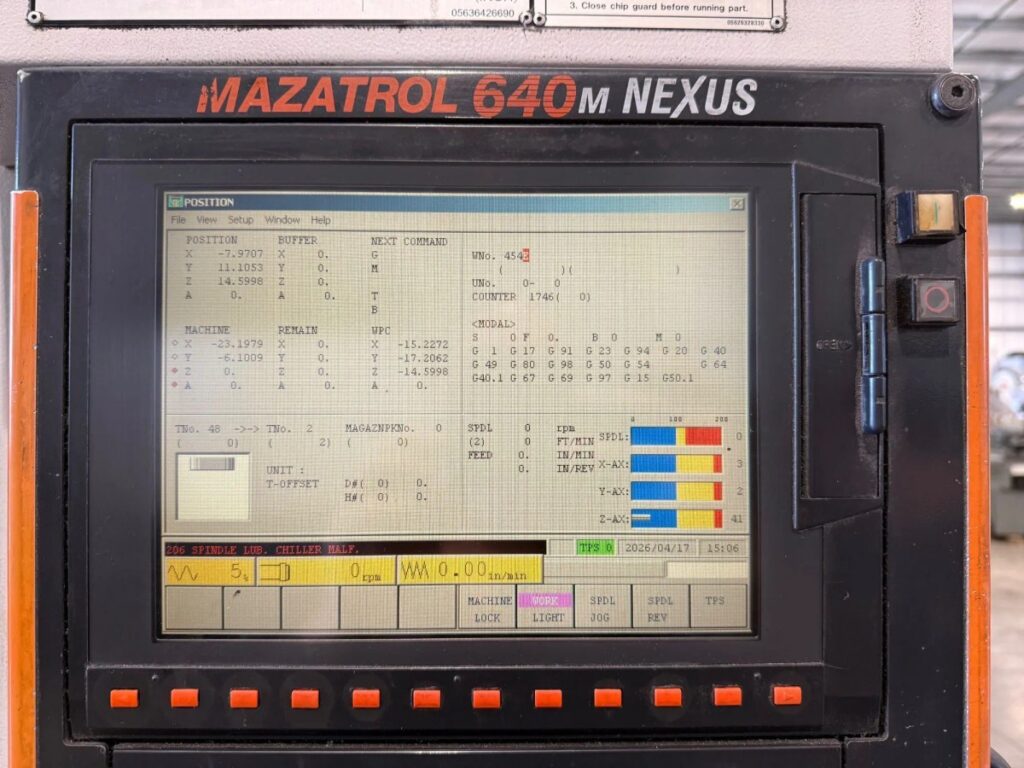 05636426690
3. Close chip guard before running part.
MAZATROL 640M NEXUS
POSITION
File View Setup Window Help
POSITION BUFFER NEXT COMMAND
X -7.9707 X 0. G
Y 11.1053 Y 0. M
Z 14.5998 Z 0.
A 0. A 0. T
B
WNo. 454
( )( )
UNo. 0- 0
COUNTER 1746( 0)
<MODAL>
S 0 F 0. B 0 M 0
G 1 G 17 G 91 G 23 G 94 G 20 G 40
G 49 G 80 G 98 G 50 G 54 G 64
G40.1 G 67 G 69 G 97 G 15 G50.1
MACHINE REMAIN WPC
X -23.1979 X 0. X -15.2272
Y -6.1009 Y 0. Y -17.2062
Z 0. Z 0. Z -14.5998
A 0. A 0. A 0.
TNo. 48 ->-> TNo. 2 MAGAZNPKNo. 0
( 0) ( 2) ( 0)
UNIT :
T-OFFSET D#( 0) 0.
H#( 0) 0.
SPDL 0 rpm
(2) 0 FT/MIN
FEED 0. IN/MIN
0. IN/REV
0 100 200
SPDL: 0
X-AX: 3
Y-AX: 2
Z-AX: 41
206 SPINDLE LUB. CHILLER MALF.
TPS 0 2026/04/17 15:06
5% 0rpm 0.00in/min
MACHINE LOCK
WORK LIGHT
SPDL JOG
SPDL REV
TPS